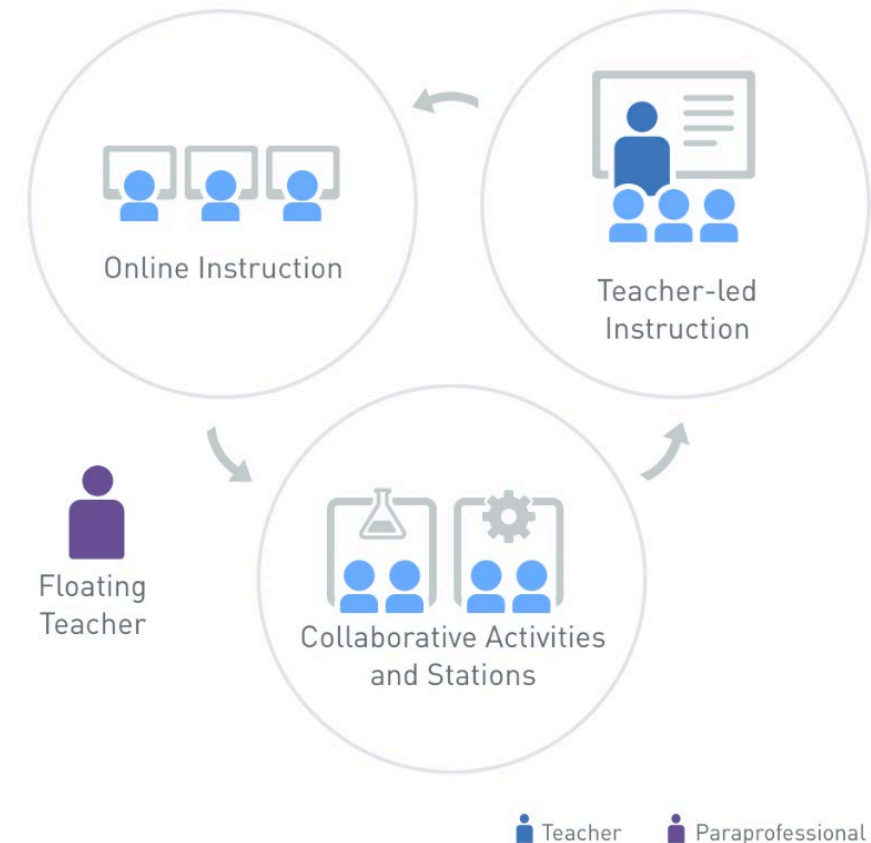 Online Instruction
Teacher-led
Instruction
Floating
Teacher
Collaborative Activities
and Stations
Teacher
Paraprofessional